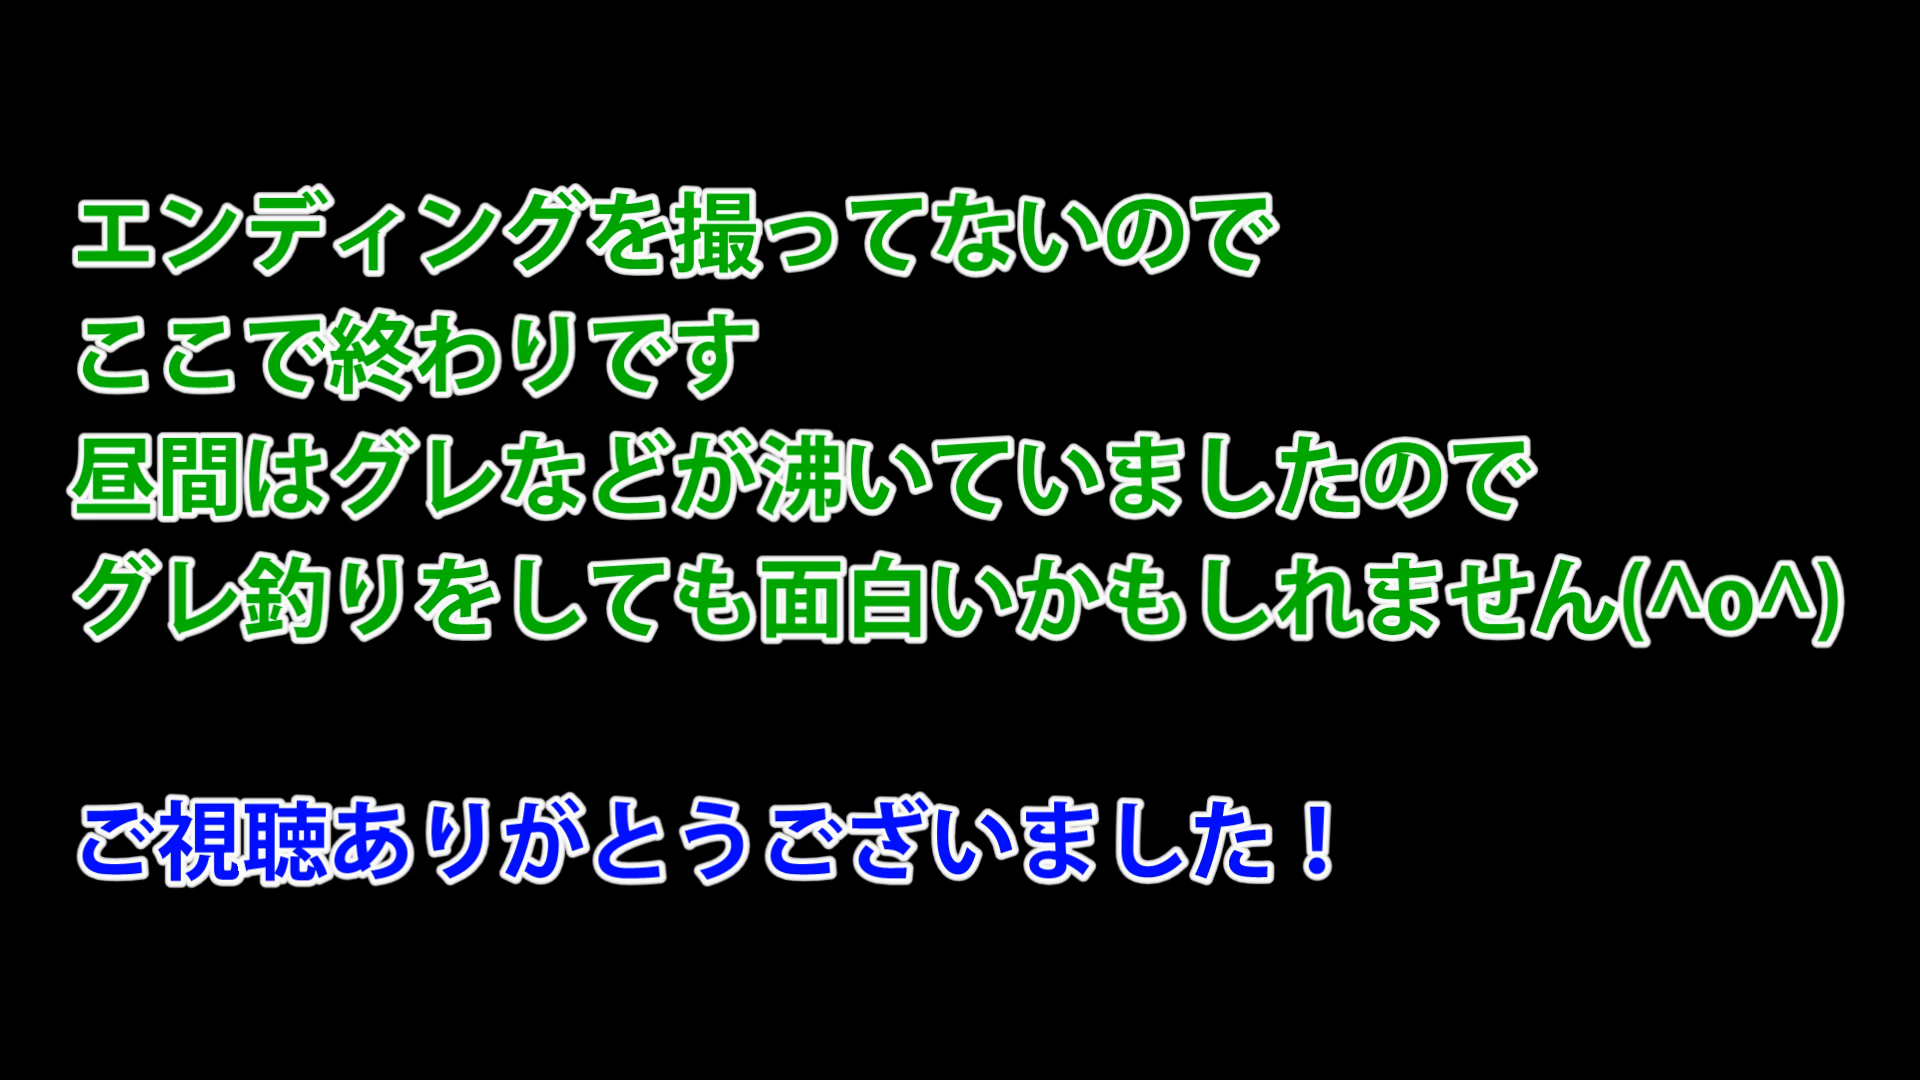 エンディングを撮ってないので
ここで終わりです
昼間はグレなどが沸いていましたので
グレ釣りをしても面白いかもしれません(^o^)
ご視聴ありがとうございました！